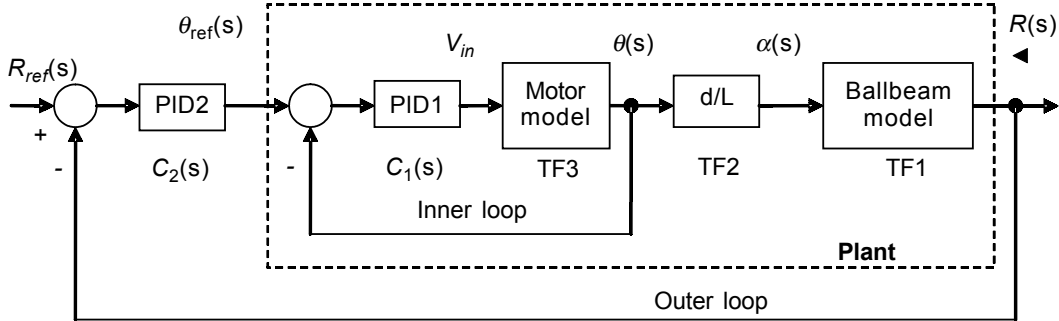 θref(s)
Vin
θ(s)
α(s)
R(s)
Rref(s)
PID2
PID1
Motor
model
d/L
Ballbeam
model
+
-
-
C2(s)
C1(s)
TF3
TF2
TF1
Inner loop
Plant
Outer loop